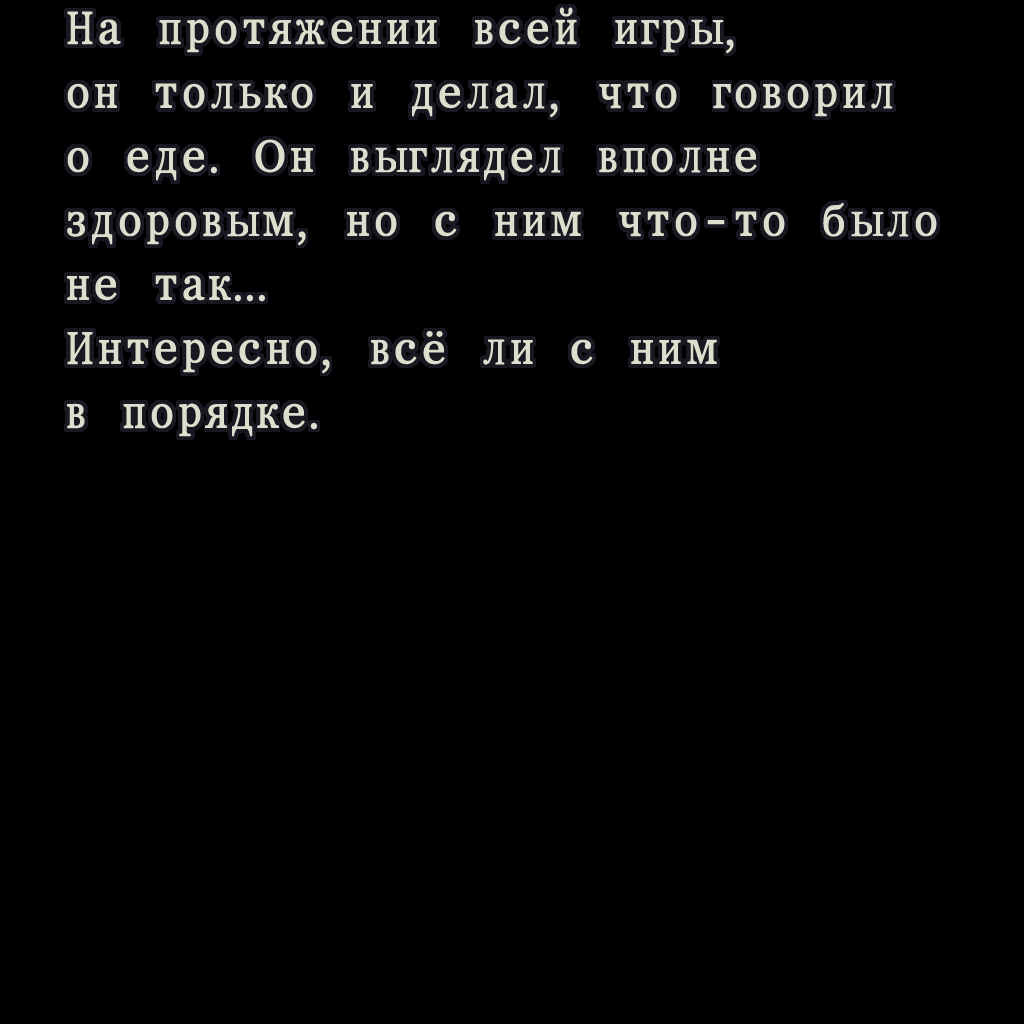 На протяжении всей игры,
он только и делал, что говорил
о еде. Он выглядел вполне
здоровым, но с ним что-то было
не так...
Интересно, всё ли с ним
в порядке.